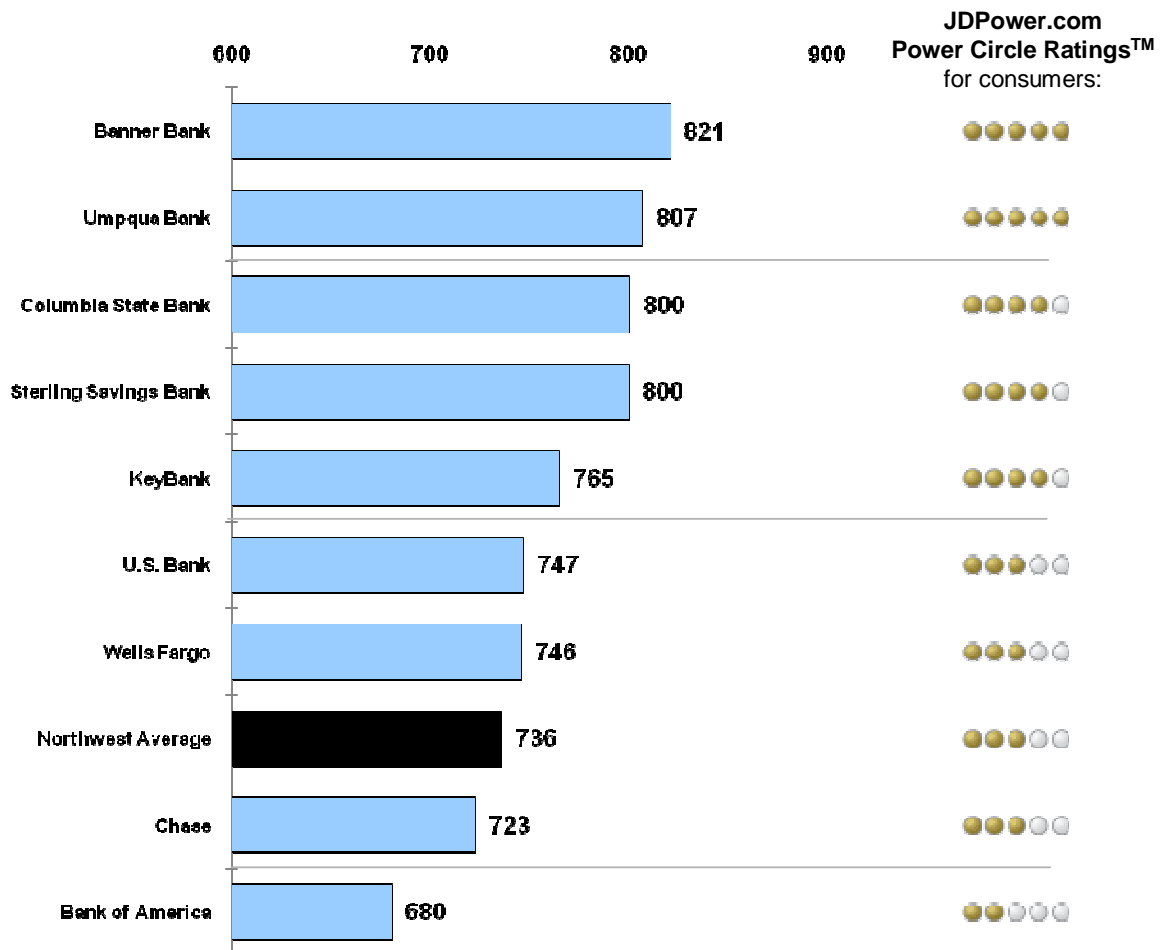 JDPower.com
Power Circle Ratings™
for consumers:
600 700 800 900
Banner Bank 821
Umpqua Bank 807
Columbia State Bank 800
Sterling Savings Bank 800
KeyBank 765
U.S. Bank 747
Wells Fargo 746
Northwest Average 736
Chase 723
Bank of America 680